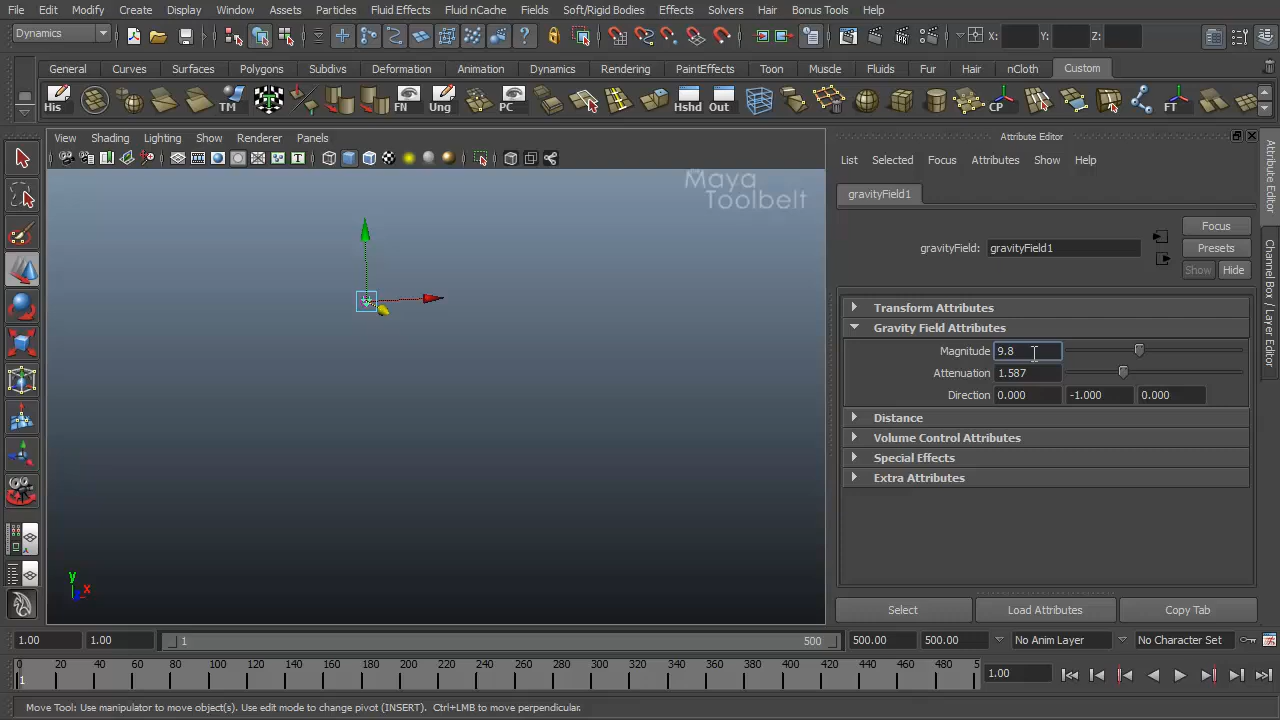 File Edit Modify Create Display Window Assets Particles Fluid Effects Fluid nCache Fields Soft/Rigid Bodies Effects Solvers Hair Bonus Tools Help
Dynamics X: Y: Z:
General Curves Surfaces Polygons Subdivs Deformation Animation Dynamics Rendering PaintEffects Toon Muscle Fluids Fur Hair nCloth Custom
His TM FN Ung PC Hshd Out CP FT
View Shading Lighting Show Renderer Panels
Maya
Toolbelt
y
x
Attribute Editor
List Selected Focus Attributes Show Help
gravityField1
Focus
gravityField: gravityField1 Presets
Show Hide
Transform Attributes
Gravity Field Attributes
Magnitude 9.8
Attenuation 1.587
Direction 0.000 -1.000 0.000
Distance
Volume Control Attributes
Special Effects
Extra Attributes
Select Load Attributes Copy Tab
Attribute Editor
Channel Box / Layer Editor
1.00 1.00 1 500 500.00 500.00 No Anim Layer No Character Set
0 20 40 60 80 100 120 140 160 180 200 220 240 260 280 300 320 340 360 380 400 420 440 460 480 5
1 1.00
Move Tool: Use manipulator to move object(s). Use edit mode to change pivot (INSERT). Ctrl+LMB to move perpendicular.